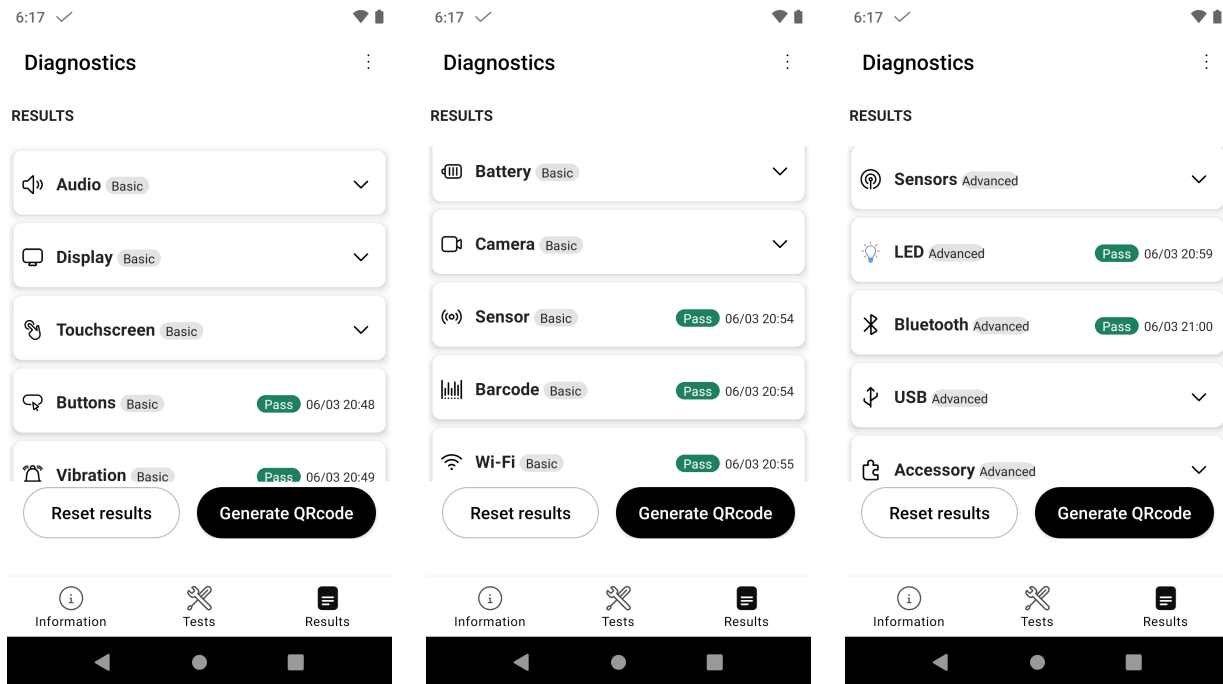 6:17
Diagnostics
RESULTS
Audio Basic
Display Basic
Touchscreen Basic
Buttons Basic Pass 06/03 20:48
Vibration Basic Pass 06/03 20:49
Reset results Generate QRcode
Information Tests Results
6:17
Diagnostics
RESULTS
Battery Basic
Camera Basic
Sensor Basic Pass 06/03 20:54
Barcode Basic Pass 06/03 20:54
Wi-Fi Basic Pass 06/03 20:55
Reset results Generate QRcode
Information Tests Results
6:17
Diagnostics
RESULTS
Sensors Advanced
LED Advanced Pass 06/03 20:59
Bluetooth Advanced Pass 06/03 21:00
USB Advanced
Accessory Advanced
Reset results Generate QRcode
Information Tests Results